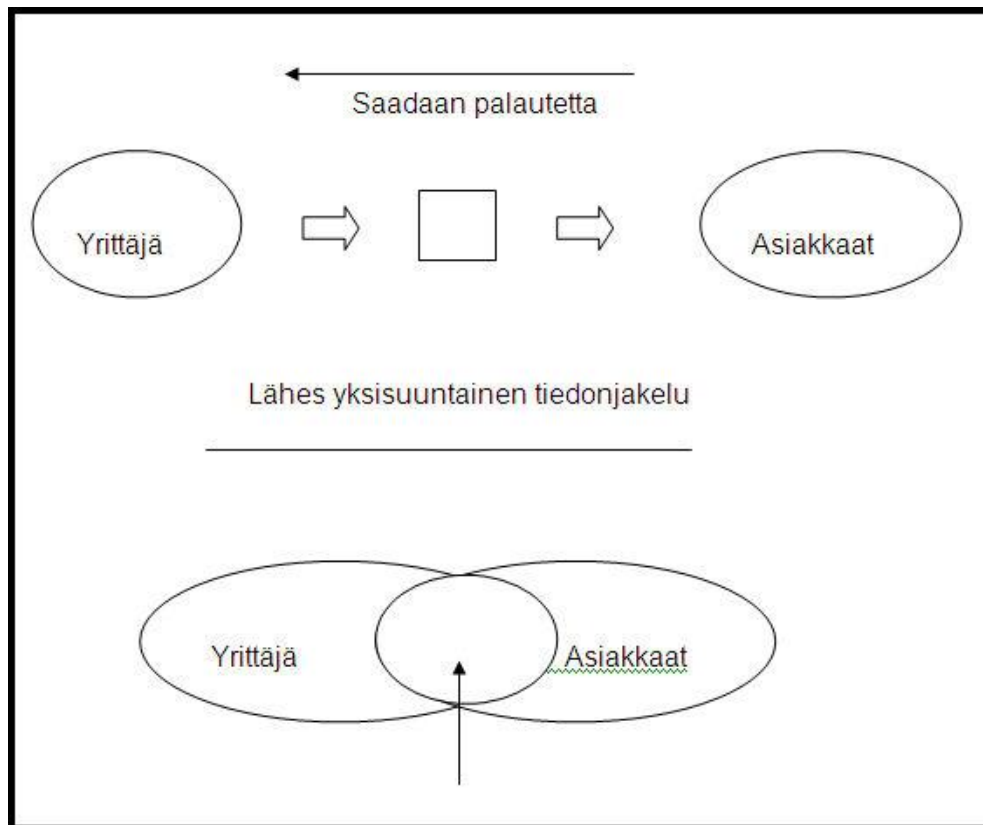 Saadaan palautetta
Yrittäjä
Asiakkaat
Lähes yksisuuntainen tiedonjakelu
Yrittäjä
Asiakkaat